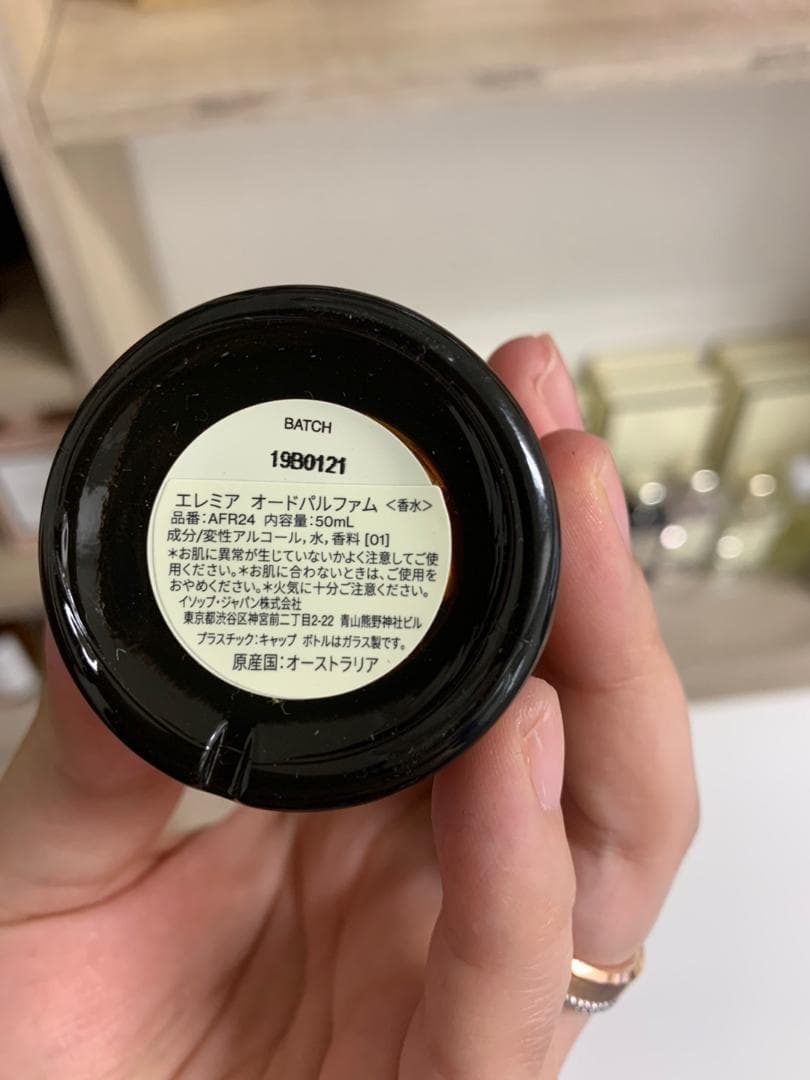 BATCH
19B0121
エレミア オードパルファム <香水>
品番:AFR24 内容量:50mL
成分/変性アルコール,水,香料 [01]
*お肌に異常が生じていないかよく注意してご使
用ください。*お肌に合わないときは、ご使用を
おやめください。*火気に十分ご注意ください。
イソップ・ジャパン株式会社
東京都渋谷区神宮前二丁目2-22 青山熊野神社ビル
プラスチック:キャップ ボトルはガラス製です。
原産国:オーストラリア